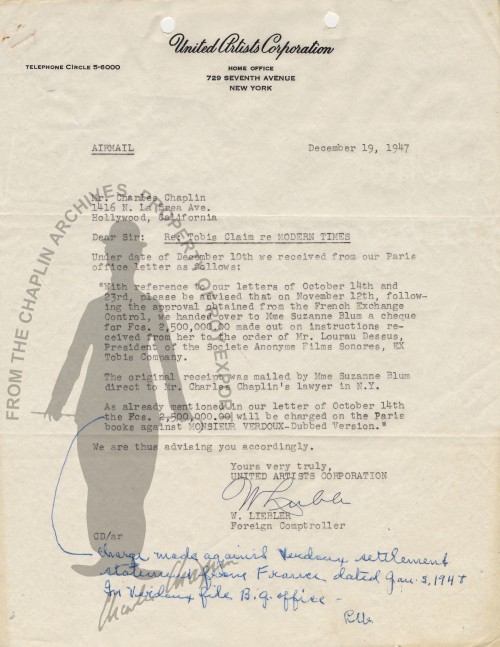 United Artists Corporation
TELEPHONE CIRCLE 5-6000
HOME OFFICE
729 SEVENTH AVENUE
NEW YORK
AIRMAIL
December 19, 1947
Mr. Charles Chaplin
1416 N. La Brea Ave.
Hollywood, California
Dear Sir: Re: Tobis Claim re MODERN TIMES
Under date of December 10th we received from our Paris
office letter as follows:
"With reference to our letters of October 14th and
23rd, please be advised that on November 12th, follow-
ing the approval obtained from the French Exchange
Control, we handed over to Mme Suzanne Blum a cheque
for Fcs. 2,500,000.00 made out on instructions re-
ceived from her to the order of Mr. Lourau Dessus,
President of the Societe Anonyme Films Sonores, EX
Tobis Company.
The original receipt was mailed by Mme Suzanne Blum
direct to Mr. Charles Chaplin's lawyer in N.Y.
As already mentioned in our letter of October 14th
the Fcs. 2,500,000.00 will be charged on the Paris
books against MONSIEUR VERDOUX-Dubbed Version."
We are thus advising you accordingly.
Yours very truly,
UNITED ARTISTS CORPORATION
W. LIEBLER
Foreign Comptroller
CD/ar
Charge made against Verdoux settlement
statement from France, dated Jan. 3, 1948
In Verdoux file B.G. office -
FROM THE CHAPLIN ARCHIVES, PROPERTY OF ROY EXPORT
Charlie Chaplin